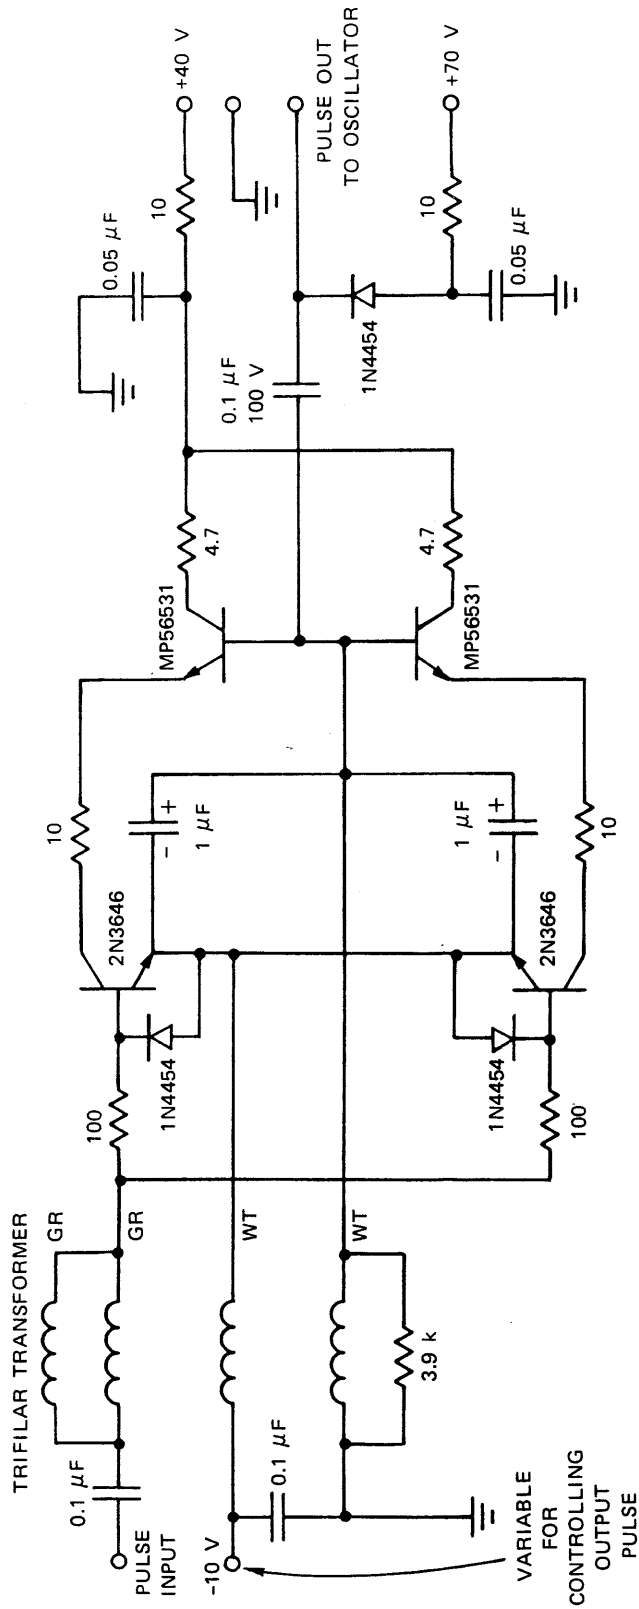 TRIFILAR TRANSFORMER
GR
GR
0.1 μF
PULSE
INPUT
100
1N4454
2N3646
10
MP56531
4.7
0.05 μF
10
+40 V
-10 V
WT
0.1 μF
WT
3.9 k
VARIABLE
FOR
CONTROLLING
OUTPUT
PULSE
- +
1 μF
1 μF
- +
0.1 μF
100 V
PULSE OUT
TO OSCILLATOR
1N4454
100
2N3646
10
MP56531
4.7
1N4454
10
0.05 μF
+70 V